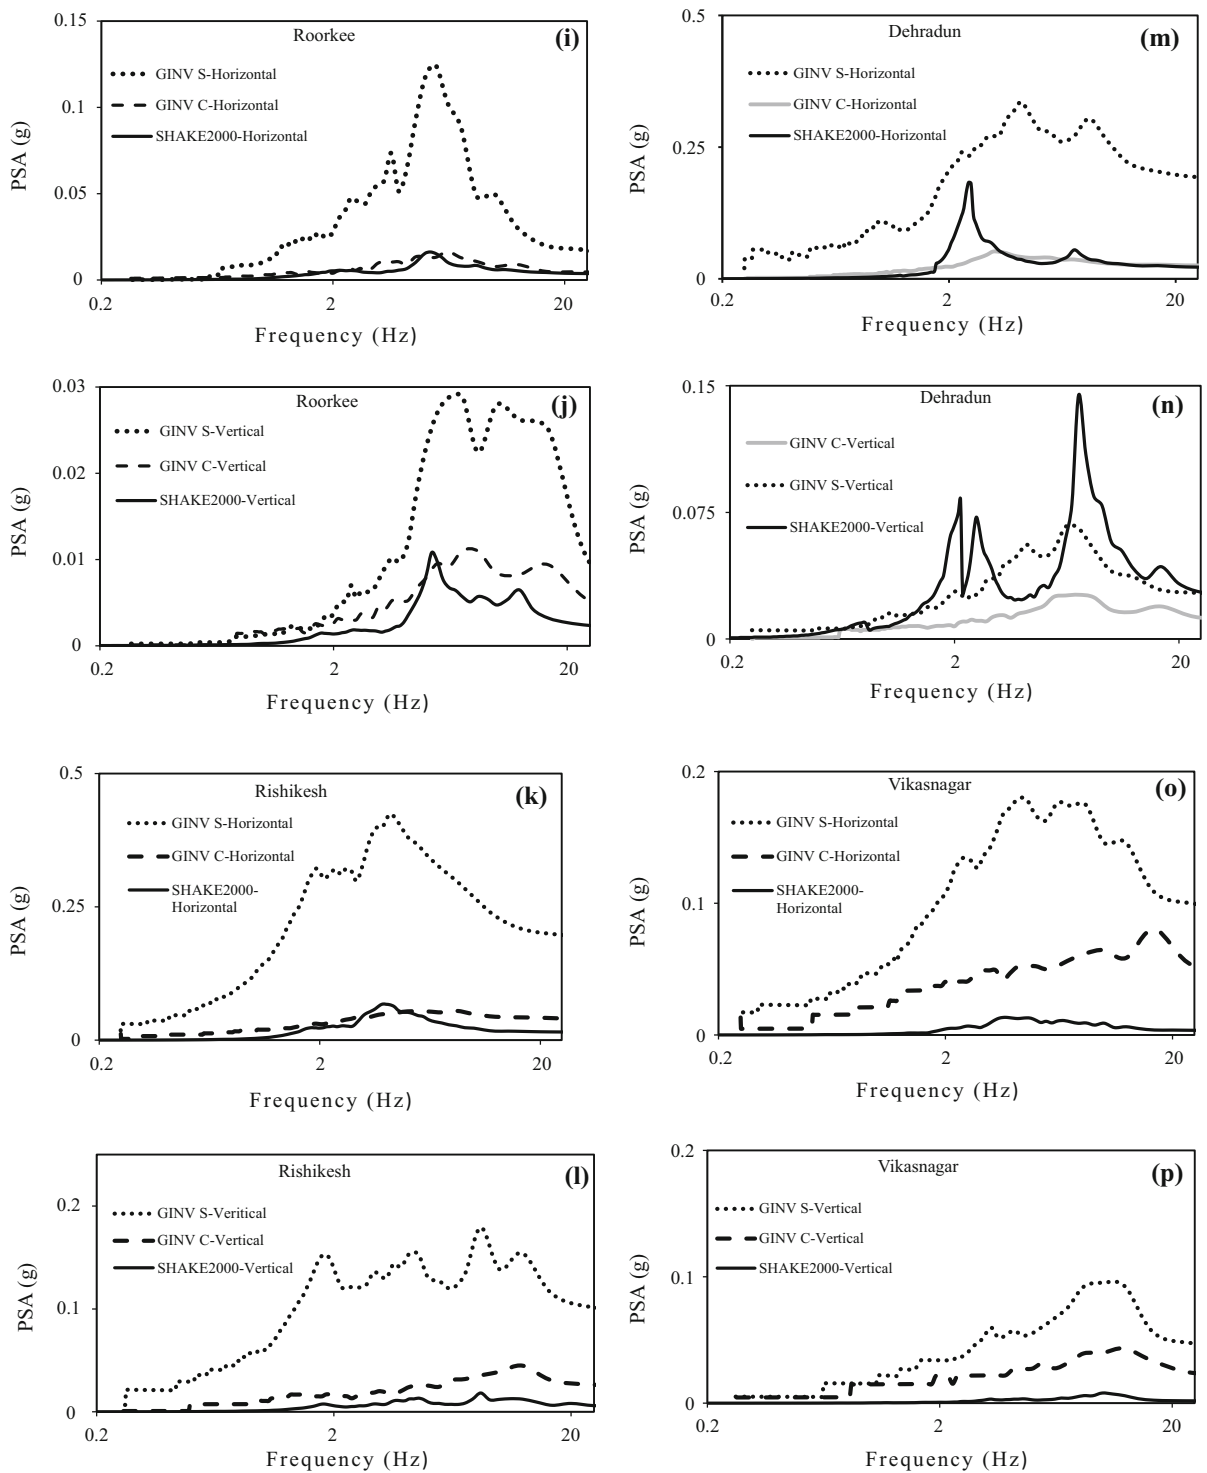 Roorkee
(i)
GINV S-Horizontal
GINV C-Horizontal
SHAKE2000-Horizontal
PSA (g)
0.15
0.1
0.05
0
0.2
2
20
Frequency (Hz)
Dehradun
(m)
GINV S-Horizontal
GINV C-Horizontal
SHAKE2000-Horizontal
PSA (g)
0.5
0.25
0
0.2
2
20
Frequency (Hz)
Roorkee
(j)
GINV S-Vertical
GINV C-Vertical
SHAKE2000-Vertical
PSA (g)
0.03
0.02
0.01
0
0.2
2
20
Frequency (Hz)
Dehradun
(n)
GINV C-Vertical
GINV S-Vertical
SHAKE2000-Vertical
PSA (g)
0.15
0.075
0
0.2
2
20
Frequency (Hz)
Rishikesh
(k)
GINV S-Horizontal
GINV C-Horizontal
SHAKE2000-
Horizontal
PSA (g)
0.5
0.25
0
0.2
2
20
Frequency (Hz)
Vikasnagar
(o)
GINV S-Horizontal
GINV C-Horizontal
SHAKE2000-
Horizontal
PSA (g)
0.2
0.1
0
0.2
2
20
Frequency (Hz)
Rishikesh
(l)
GINV S-Veritical
GINV C-Vertical
SHAKE2000-Vertical
PSA (g)
0.2
0.1
0
0.2
2
20
Frequency (Hz)
Vikasnagar
(p)
GINV S-Vertical
GINV C-Vertical
SHAKE2000-Vertical
PSA (g)
0.2
0.1
0
0.2
2
20
Frequency (Hz)